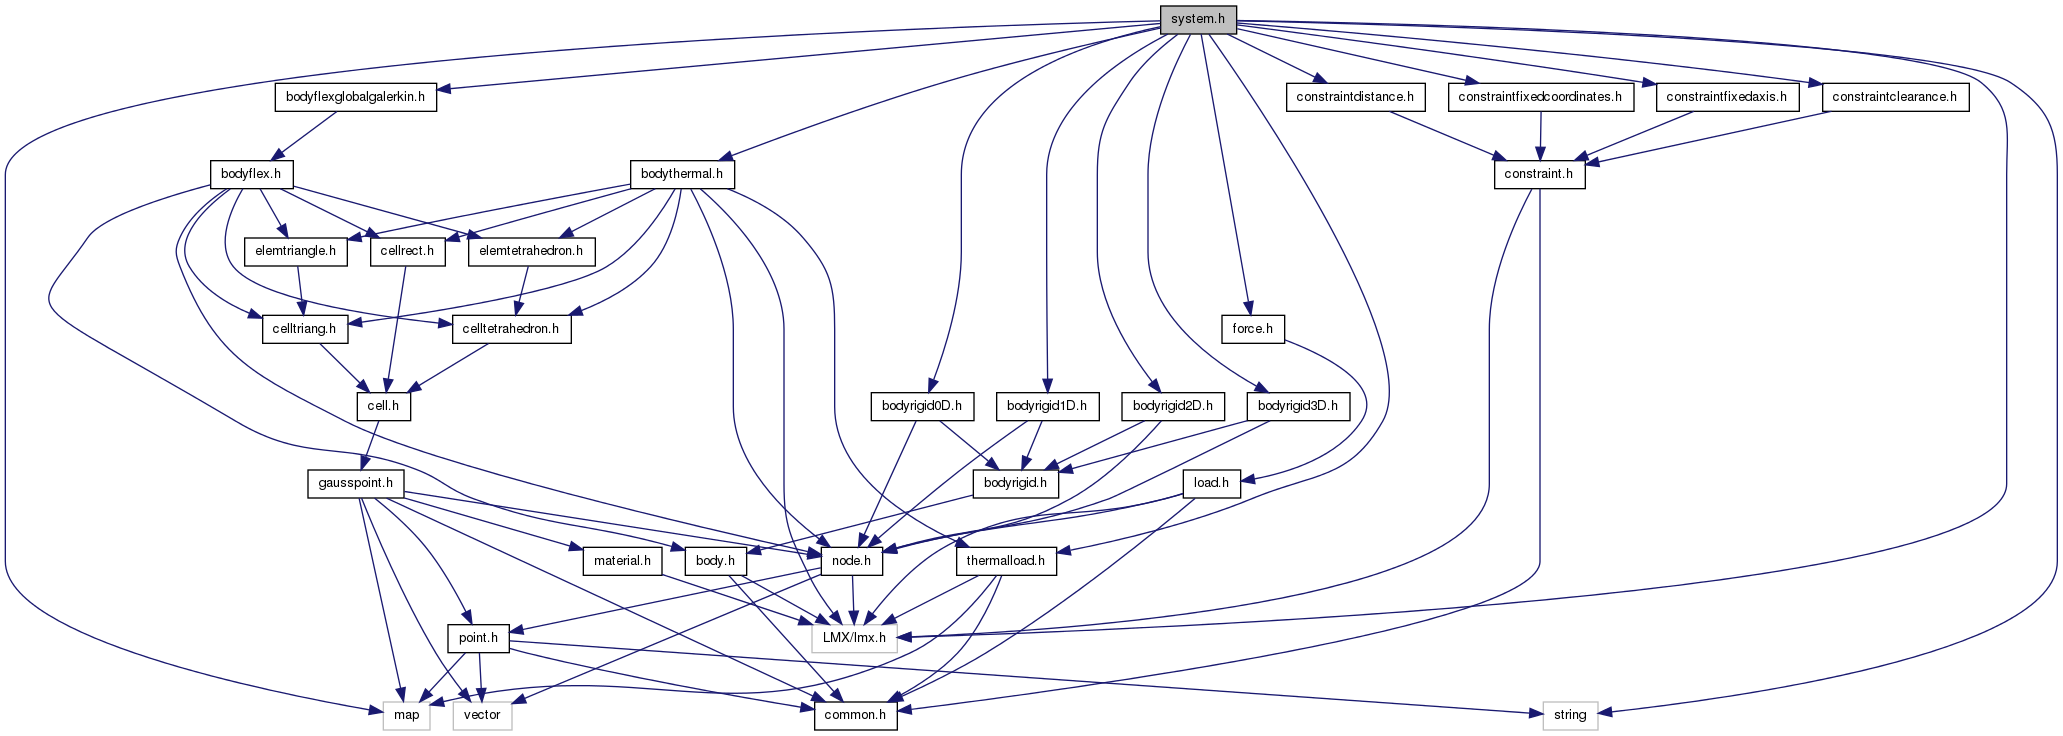 system.h
bodyflexglobalgalerkin.h
constraintdistance.h
constraintfixedcoordinates.h
constraintfixedaxis.h
constraintclearance.h
bodyflex.h
bodythermal.h
constraint.h
elemtriangle.h
cellrect.h
elemtetrahedron.h
celltriang.h
celltetrahedron.h
force.h
cell.h
bodyrigid0D.h
bodyrigid1D.h
bodyrigid2D.h
bodyrigid3D.h
gausspoint.h
bodyrigid.h
load.h
material.h
body.h
node.h
thermalload.h
point.h
LMX/lmx.h
map
vector
common.h
string